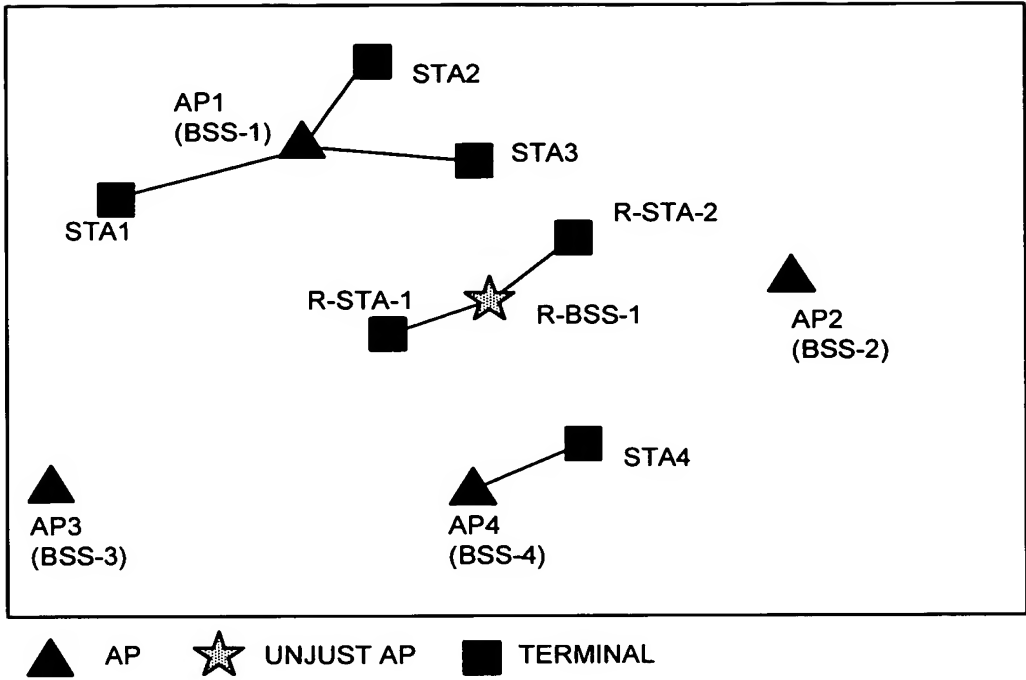 STA2
AP1
(BSS-1)
STA3
STA1
R-STA-2
R-STA-1
R-BSS-1
AP2
(BSS-2)
STA4
AP3
(BSS-3)
AP4
(BSS-4)
AP
UNJUST AP
TERMINAL